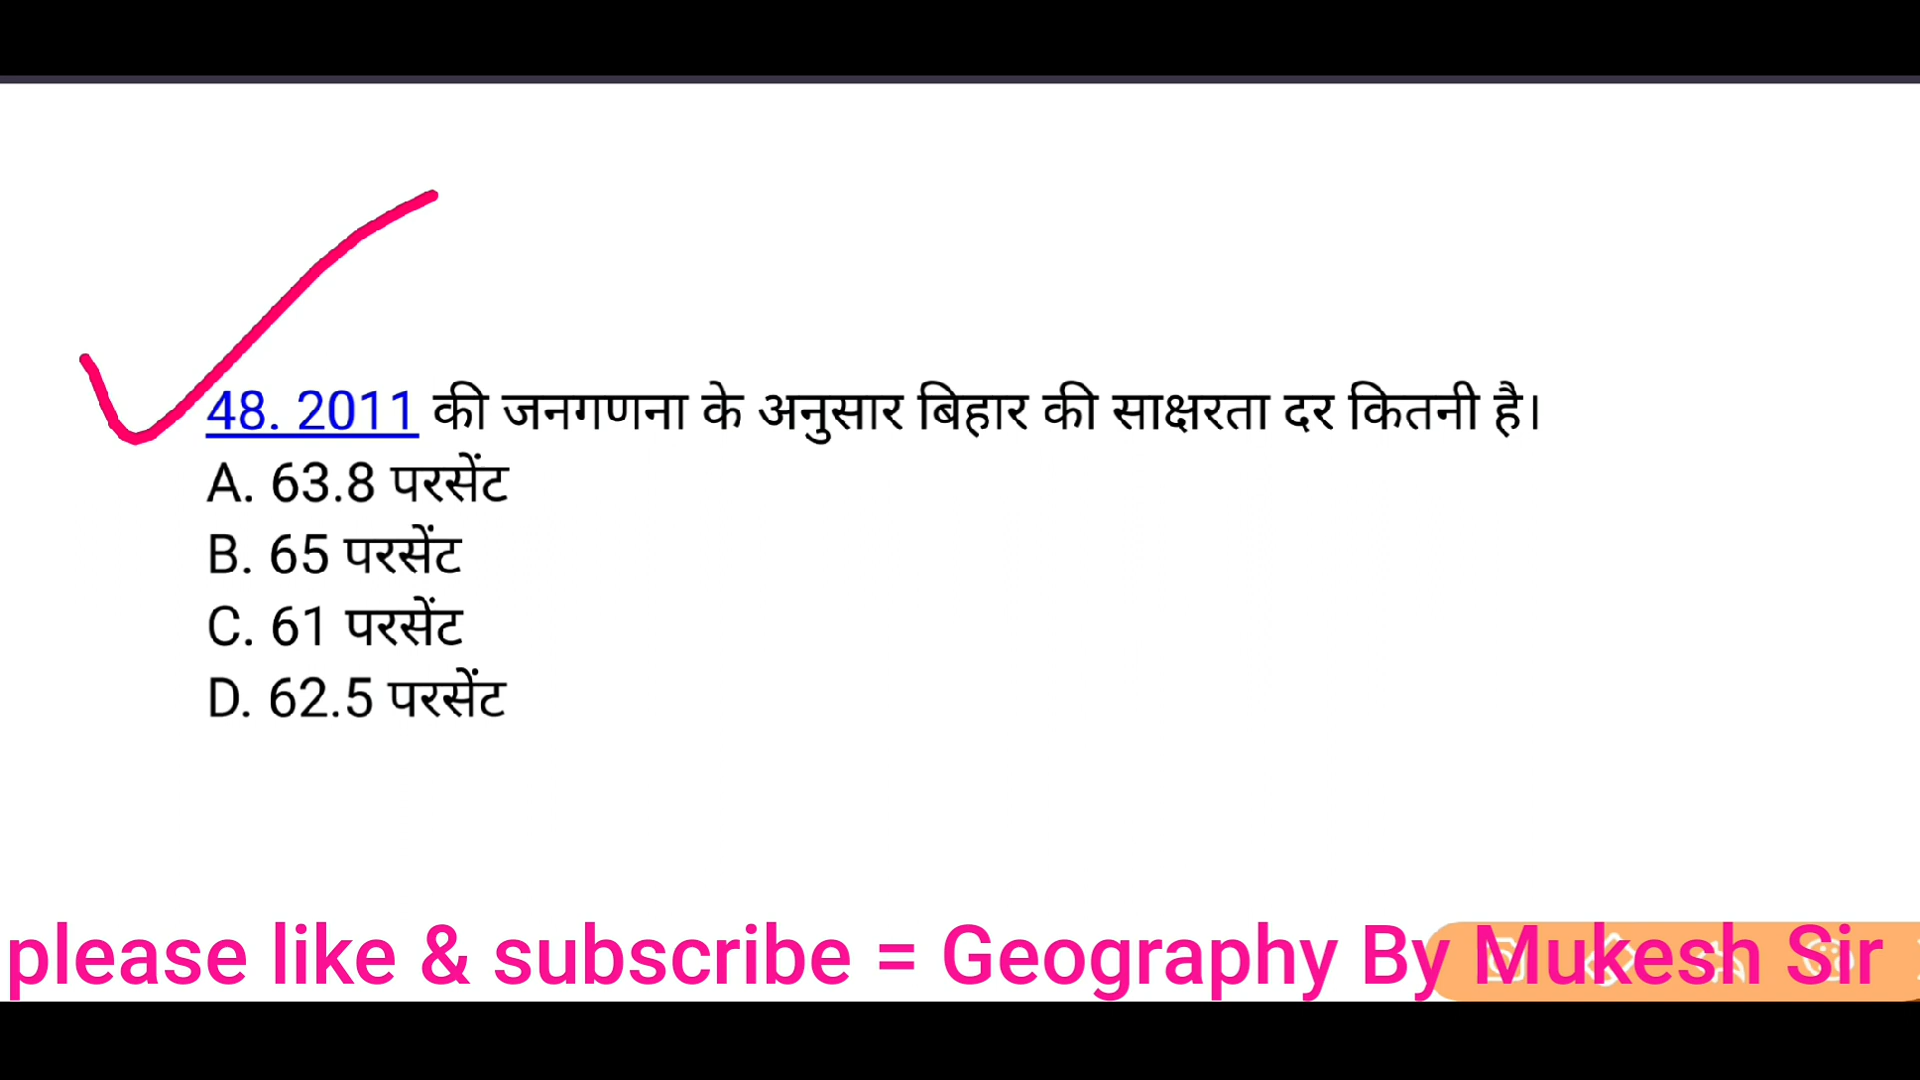 48. 2011 की जनगणना के अनुसार बिहार की साक्षरता दर कितनी है।
A. 63.8 परसेंट
B. 65 परसेंट
C. 61 परसेंट
D. 62.5 परसेंट
please like & subscribe = Geography By Mukesh Sir